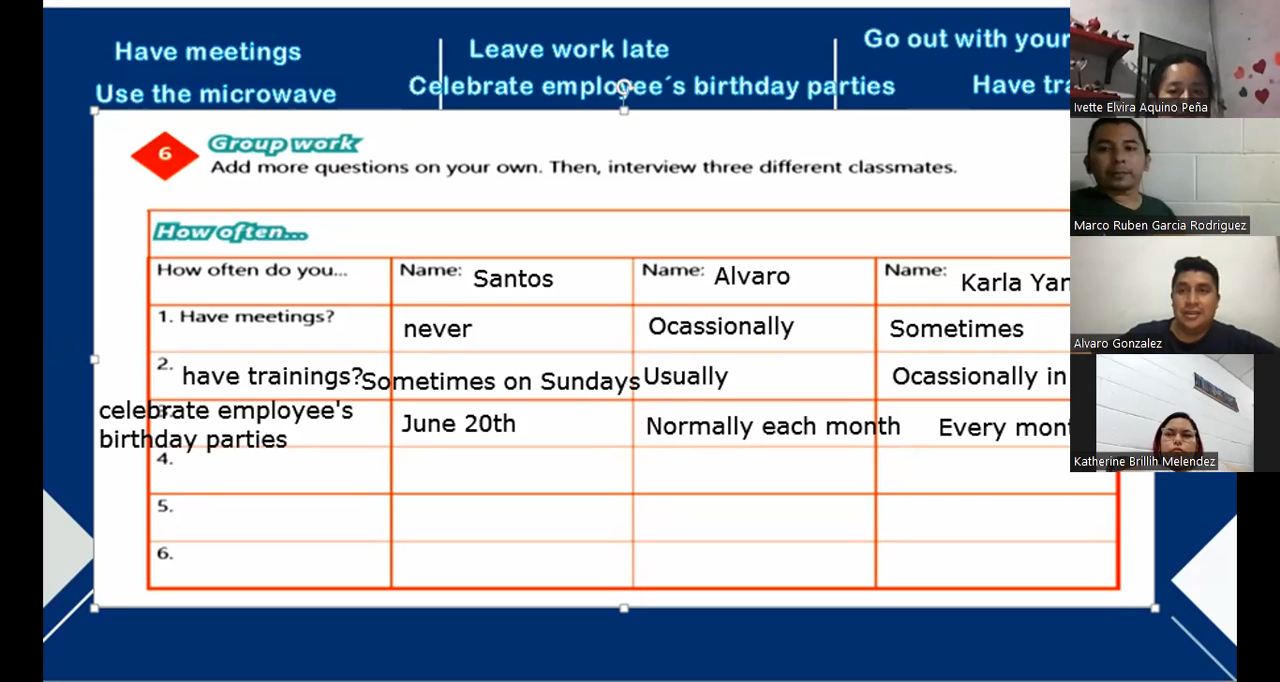 Have meetings
Use the microwave
Leave work late
Celebrate employee´s birthday parties
Go out with your
Have tra
6
Group work
Add more questions on your own. Then, interview three different classmates.
How often...
How often do you...
Name: Santos
Name: Alvaro
Name: Karla Yan
1. Have meetings?
never
Ocassionally
Sometimes
2. have trainings?
Sometimes on Sundays
Usually
Ocassionally in
3.
celebrate employee's
birthday parties
June 20th
Normally each month
Every mont
4.
5.
6.
Ivette Elvira Aquino Peña
Marco Ruben Garcia Rodriguez
Alvaro Gonzalez
Katherine Brillih Melendez